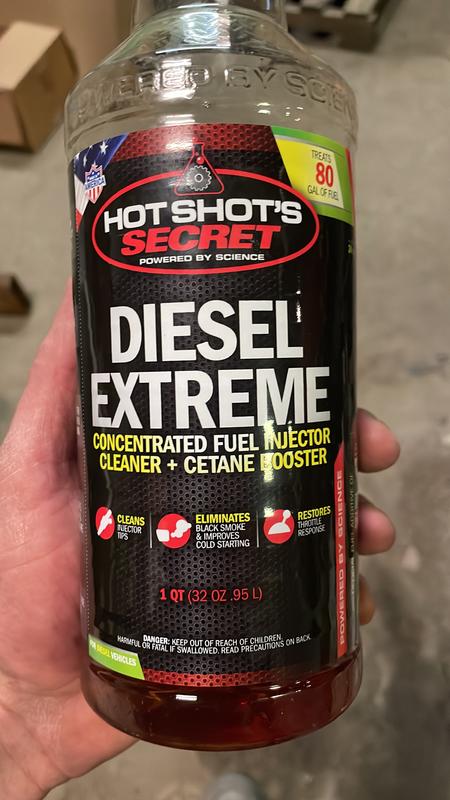 POWERED BY SCIEN
AMERICA
TREATS
80
GAL OF FUEL
HOT SHOT'S
SECRET
POWERED BY SCIENCE
DIESEL
EXTREME
CONCENTRATED FUEL INJECTOR
CLEANER + CETANE BOOSTER
CLEANS
INJECTOR
TIPS
ELIMINATES
BLACK SMOKE
& IMPROVES
COLD STARTING
RESTORES
THROTTLE
RESPONSE
1 QT (32 OZ .95 L)
DANGER: KEEP OUT OF REACH OF CHILDREN.
HARMFUL OR FATAL IF SWALLOWED. READ PRECAUTIONS ON BACK.
FOR DIESEL VEHICLES
POWERED BY SCIENCE